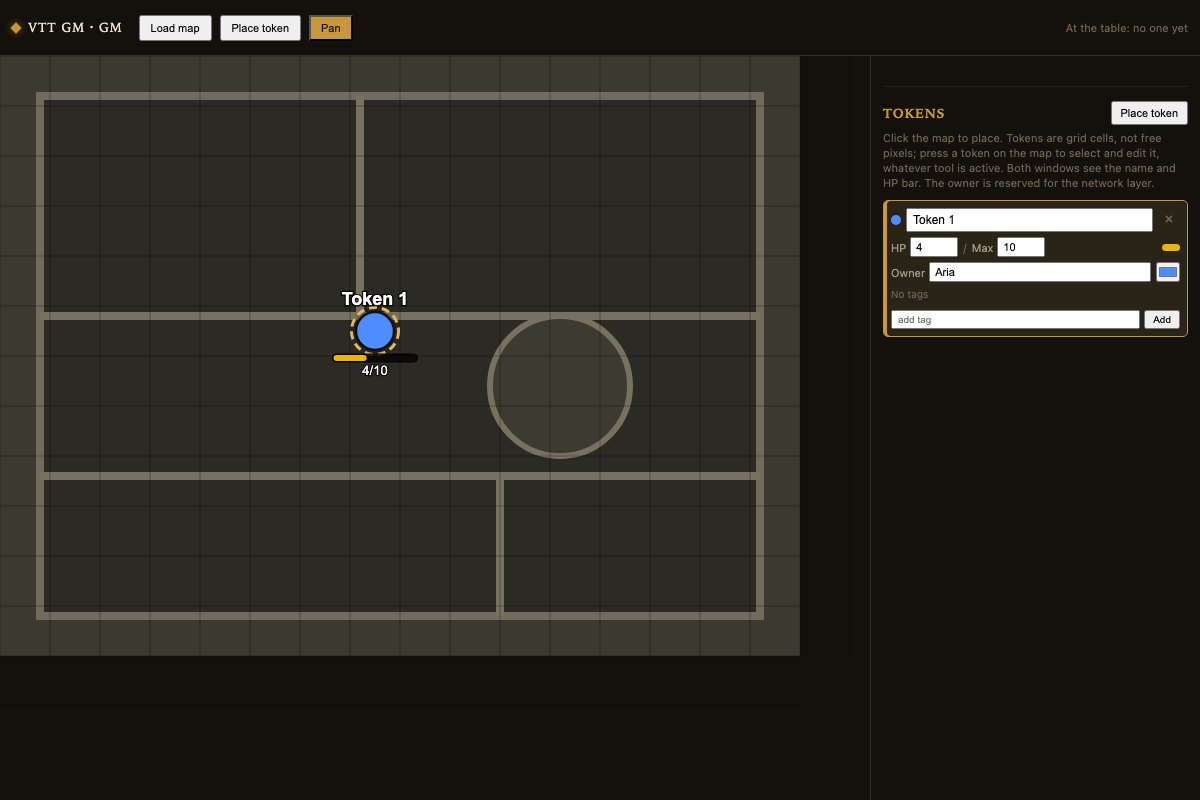 VTT GM · GM
Load map
Place token
Pan
At the table: no one yet
TOKENS
Place token
Click the map to place. Tokens are grid cells, not free
pixels; press a token on the map to select and edit it,
whatever tool is active. Both windows see the name and
HP bar. The owner is reserved for the network layer.
Token 1 ×
HP 4 / Max 10
Owner Aria
No tags
add tag Add
Token 1
4/10